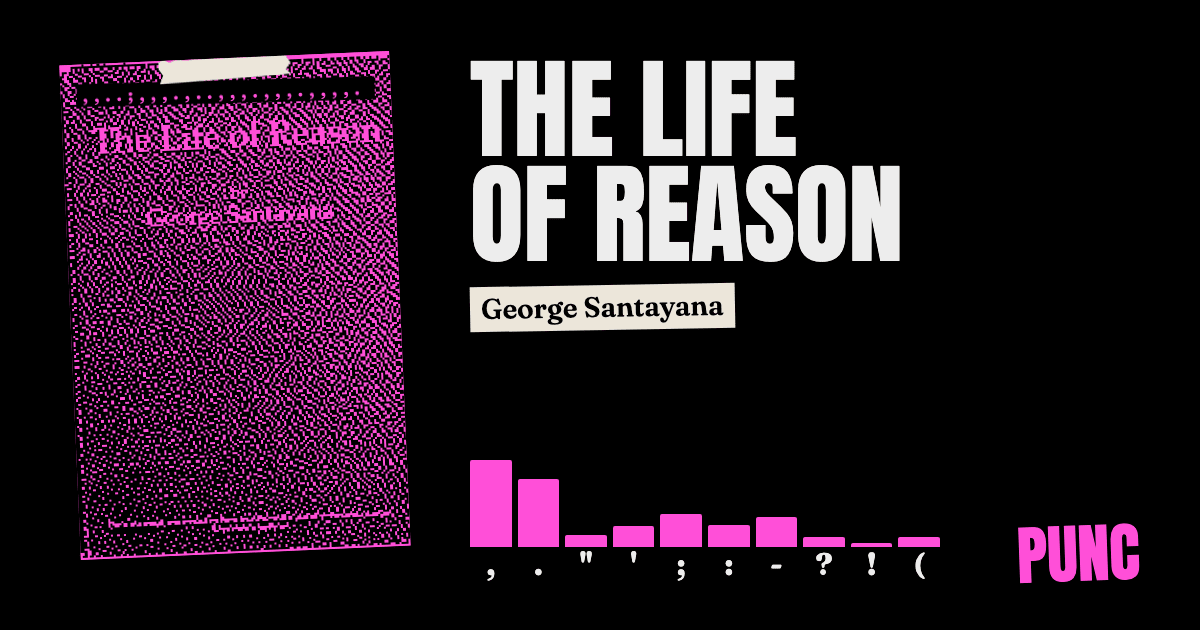 The Life of Reason
by
George Santayana
THE LIFE
OF REASON
George Santayana
, . " ' ; : - ? ! (
PUNC